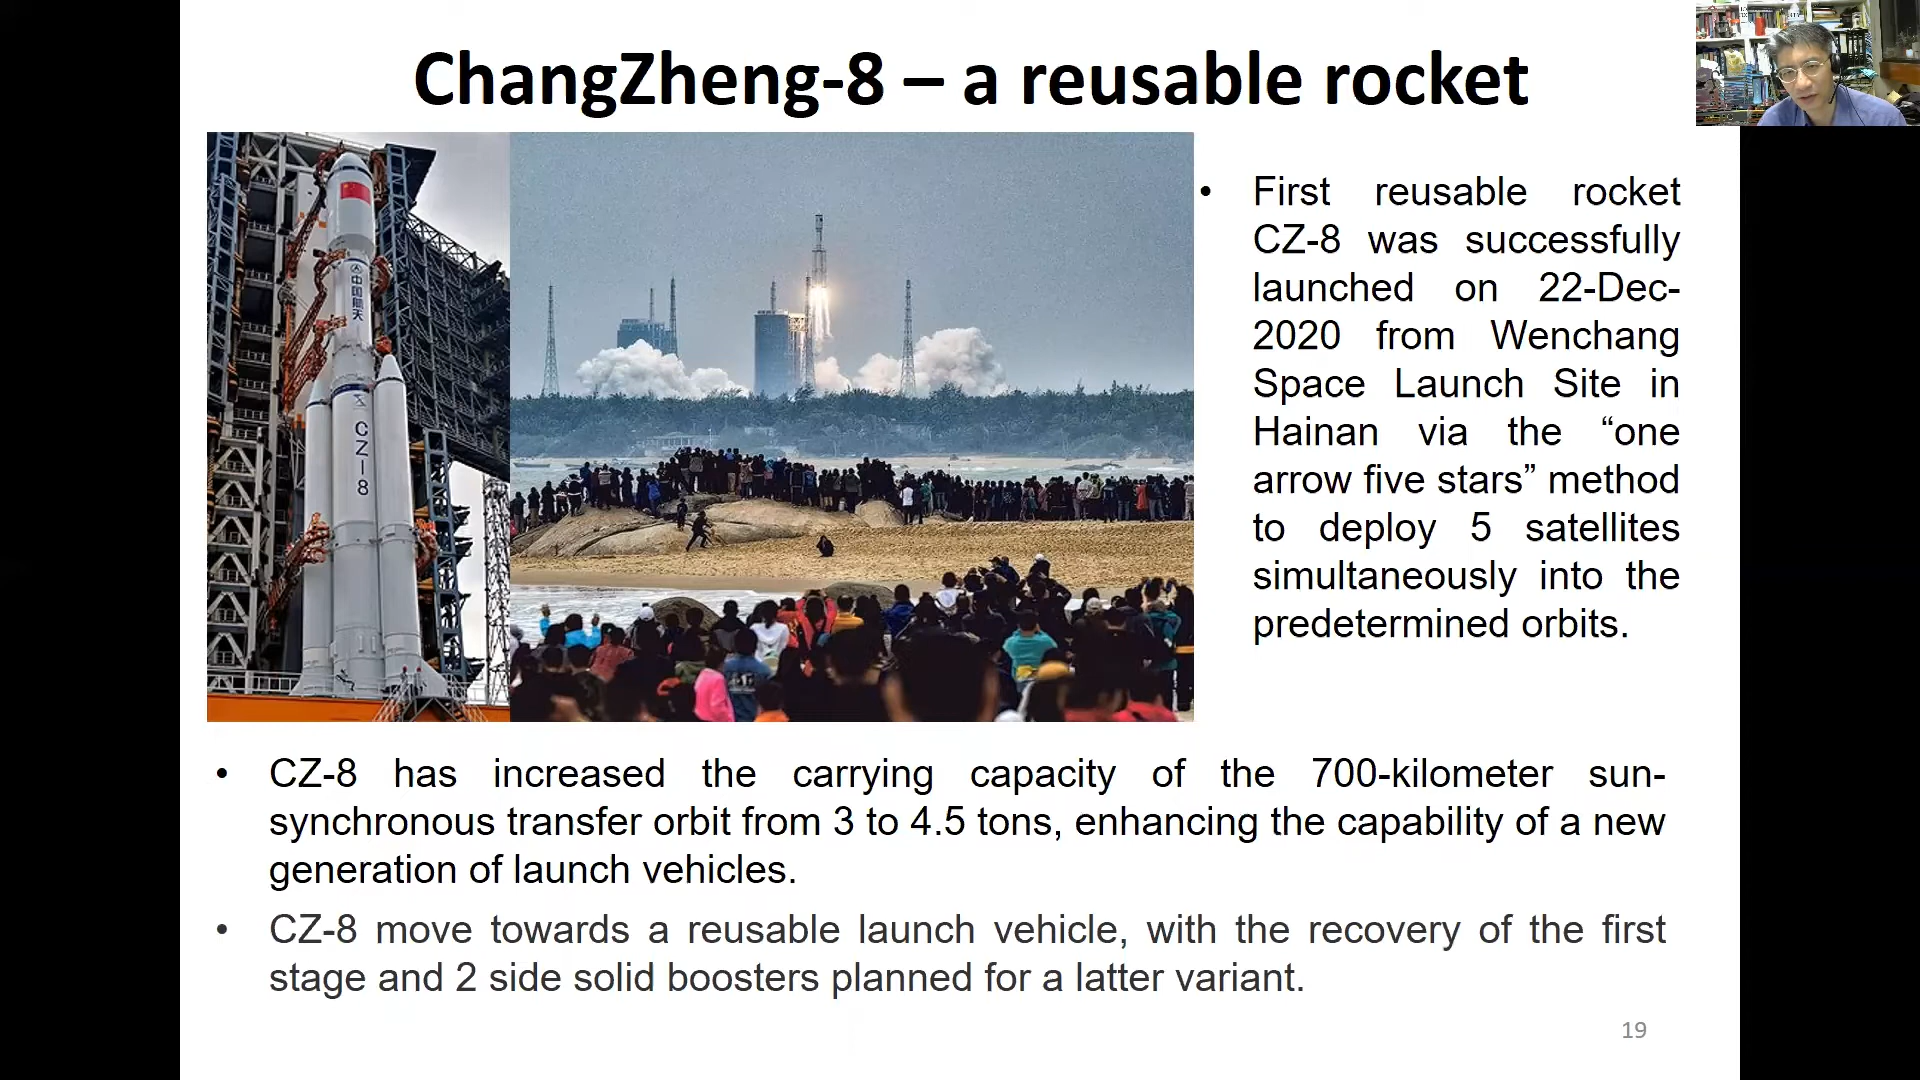 ChangZheng-8 – a reusable rocket
中国航天
CZ-8
• First reusable rocket
CZ-8 was successfully
launched on 22-Dec-
2020 from Wenchang
Space Launch Site in
Hainan via the “one
arrow five stars” method
to deploy 5 satellites
simultaneously into the
predetermined orbits.
• CZ-8 has increased the carrying capacity of the 700-kilometer sun-
synchronous transfer orbit from 3 to 4.5 tons, enhancing the capability of a new
generation of launch vehicles.
• CZ-8 move towards a reusable launch vehicle, with the recovery of the first
stage and 2 side solid boosters planned for a latter variant.
19